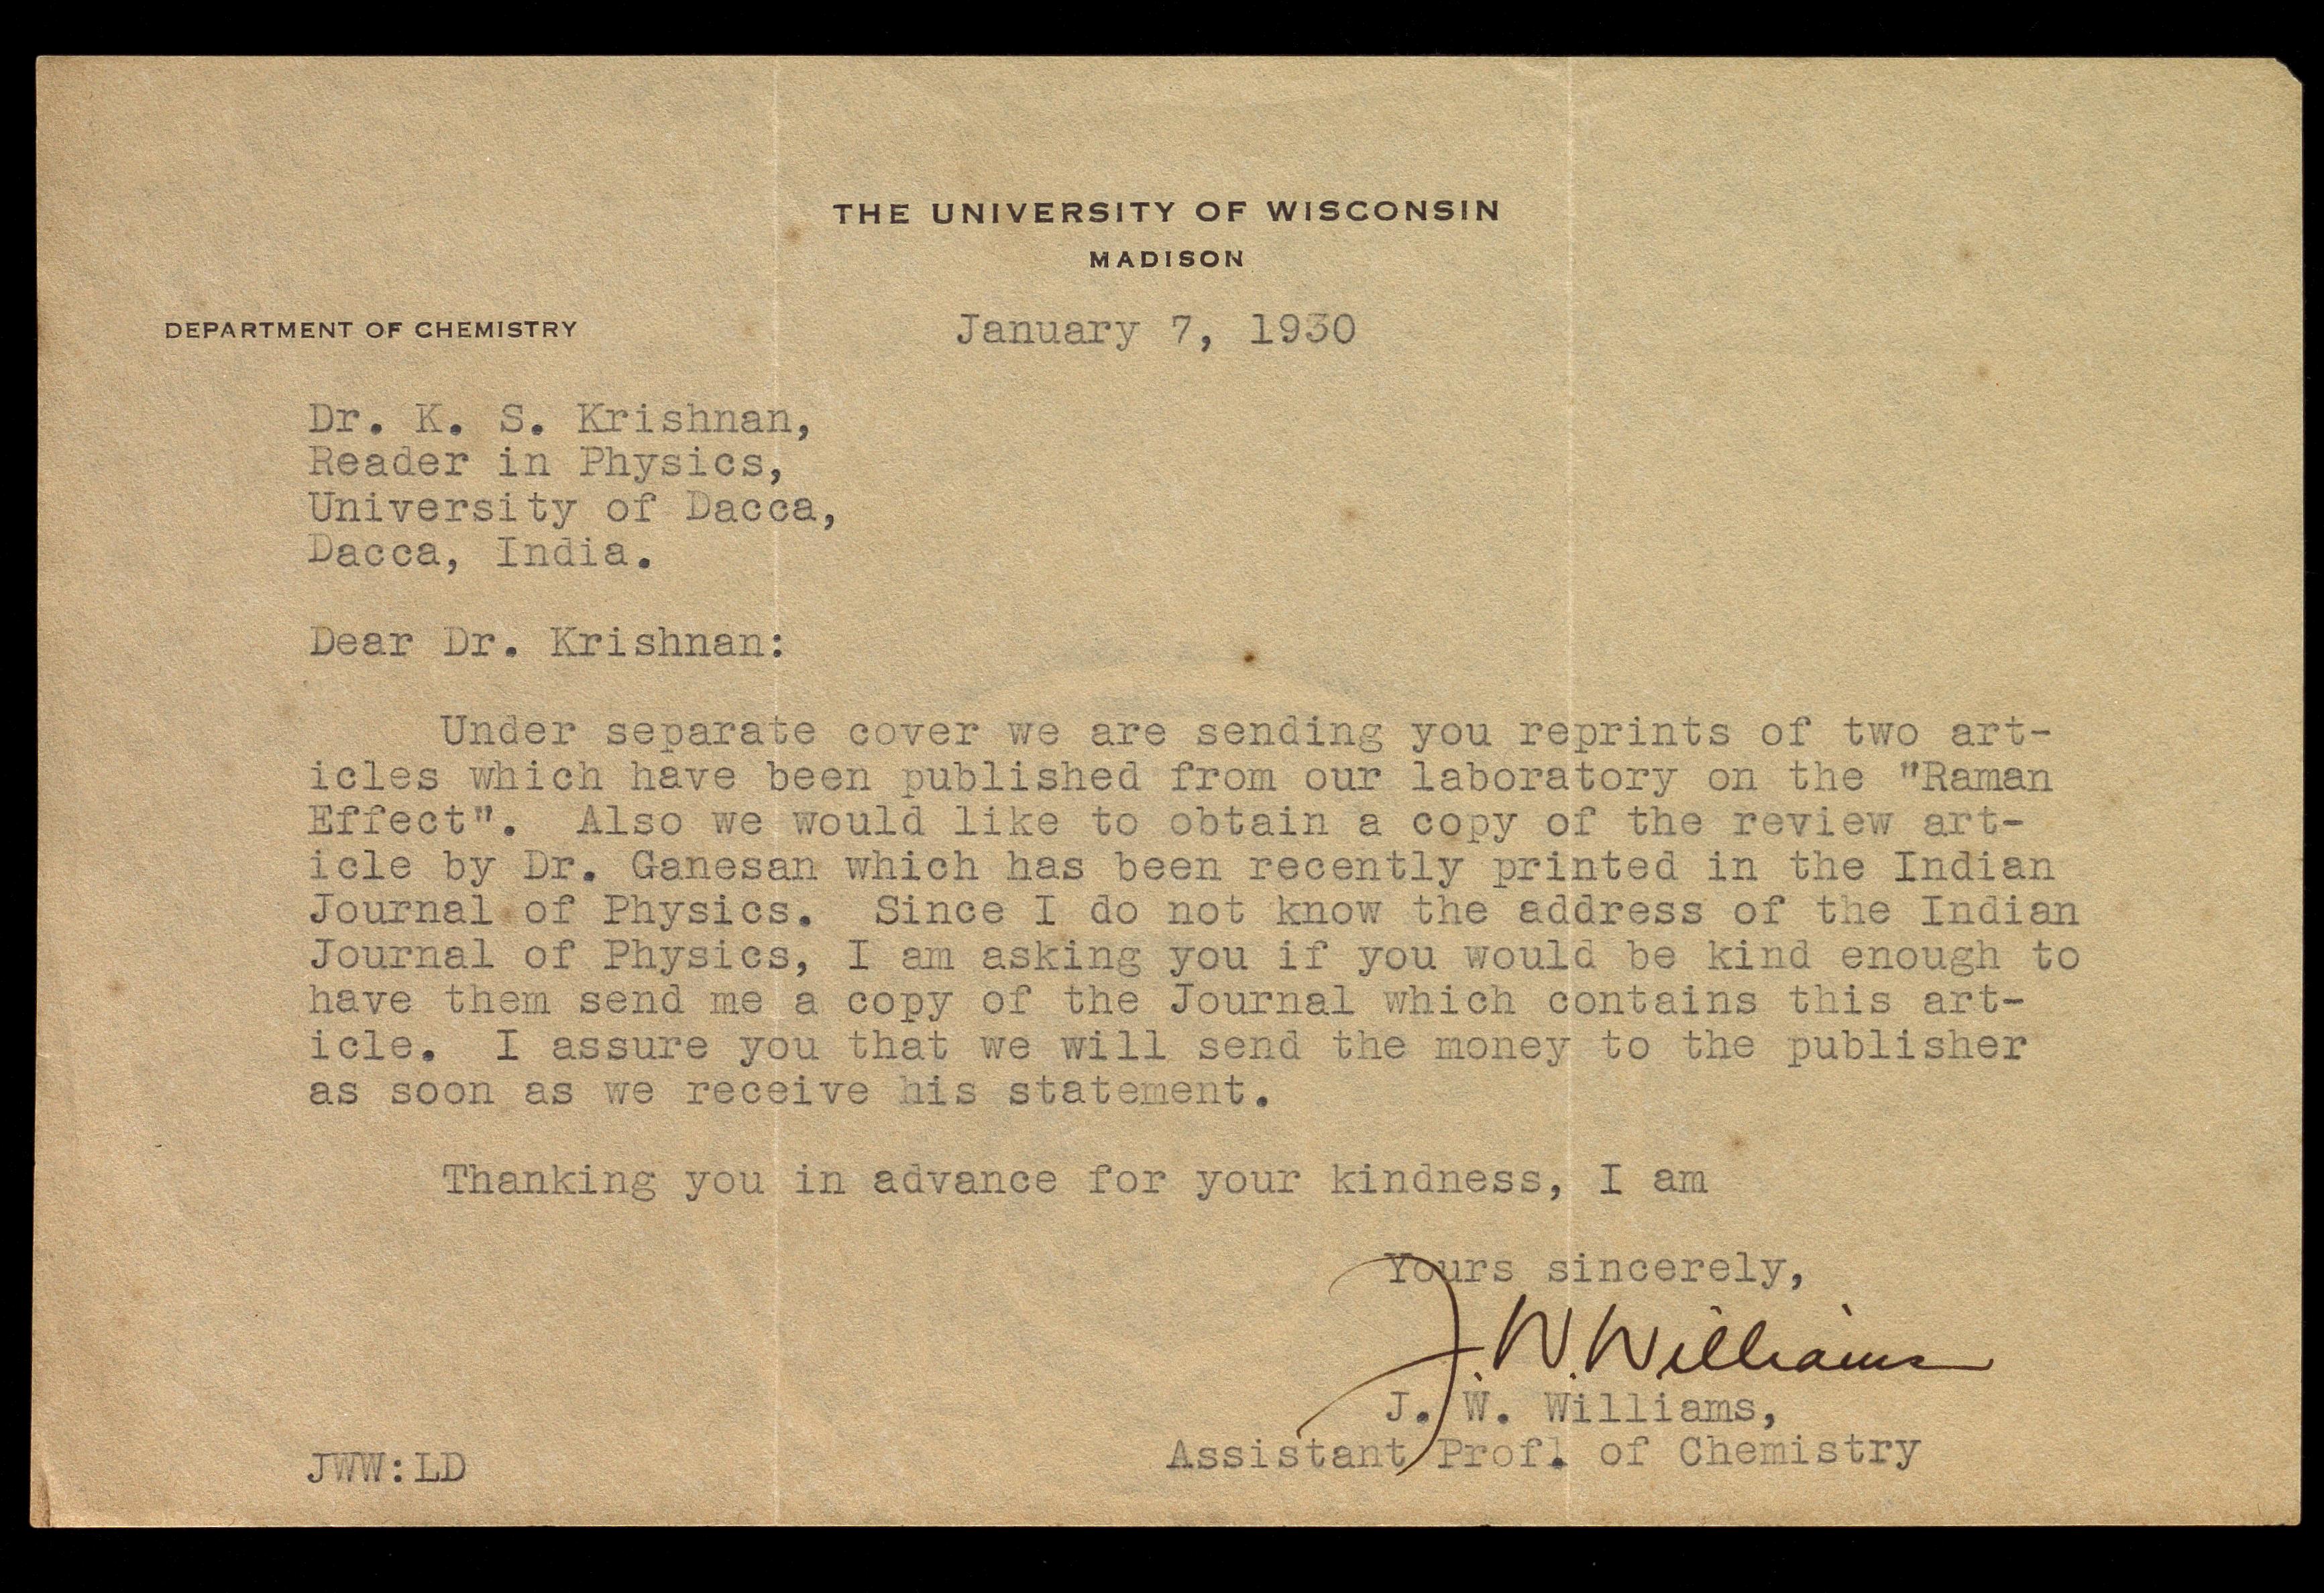 THE UNIVERSITY OF WISCONSIN
MADISON
DEPARTMENT OF CHEMISTRY
January 7, 1930
Dr. K. S. Krishnan,
Reader in Physics,
University of Dacca,
Dacca, India.
Dear Dr. Krishnan:
Under separate cover we are sending you reprints of two art-
icles which have been published from our laboratory on the "Raman
Effect". Also we would like to obtain a copy of the review art-
icle by Dr. Ganesan which has been recently printed in the Indian
Journal of Physics. Since I do not know the address of the Indian
Journal of Physics, I am asking you if you would be kind enough to
have them send me a copy of the Journal which contains this art-
icle. I assure you that we will send the money to the publisher
as soon as we receive his statement.
Thanking you in advance for your kindness, I am
Yours sincerely,
J. W. Williams
J. W. Williams,
Assistant Prof. of Chemistry
JWW:LD